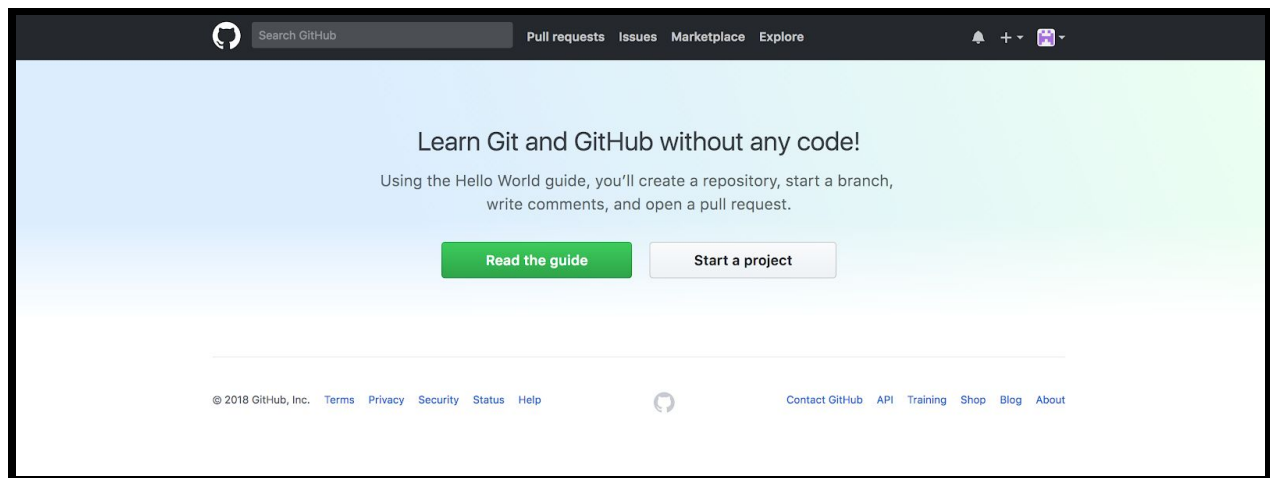 Search GitHub Pull requests Issues Marketplace Explore
Learn Git and GitHub without any code!
Using the Hello World guide, you'll create a repository, start a branch,
write comments, and open a pull request.
Read the guide Start a project
© 2018 GitHub, Inc. Terms Privacy Security Status Help Contact GitHub API Training Shop Blog About